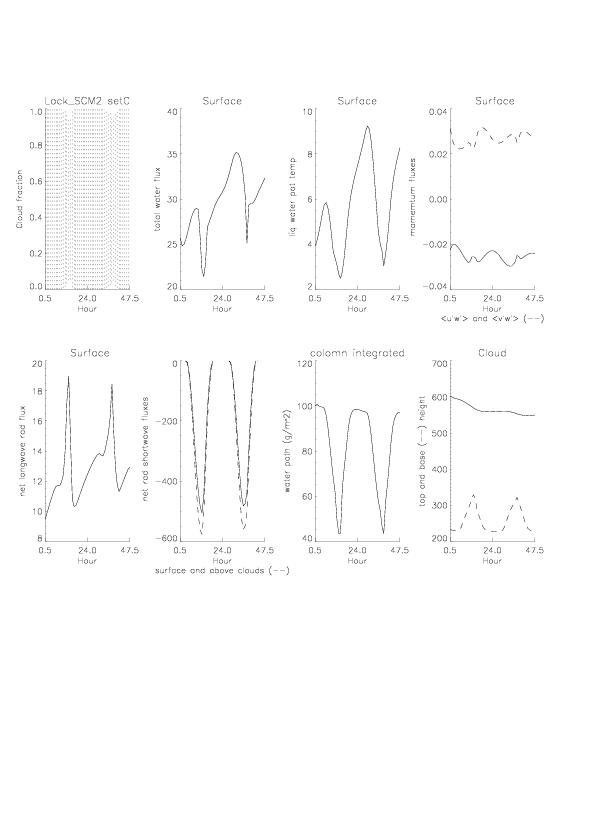 Lock_SCM2 setC
Cloud fraction
1.0
0.8
0.6
0.4
0.2
0.0
0.5 24.0 47.5
Hour
Surface
total water flux
40
35
30
25
20
0.5 24.0 47.5
Hour
Surface
liq water pot temp
10
8
6
4
2
0.5 24.0 47.5
Hour
Surface
momemtum fluxes
0.04
0.02
0.00
−0.02
−0.04
0.5 24.0 47.5
Hour
<u'w'> and <v'w'> (−−)
Surface
net longwave rad flux
20
18
16
14
12
10
8
0.5 24.0 47.5
Hour
net rad shortwave fluxes
0
−200
−400
−600
0.5 24.0 47.5
Hour
surface and above clouds (−−)
colomn integrated
water path (g/m2)
120
100
80
60
40
0.5 24.0 47.5
Hour
Cloud
top and base (−−) height
700
600
500
400
300
200
0.5 24.0 47.5
Hour